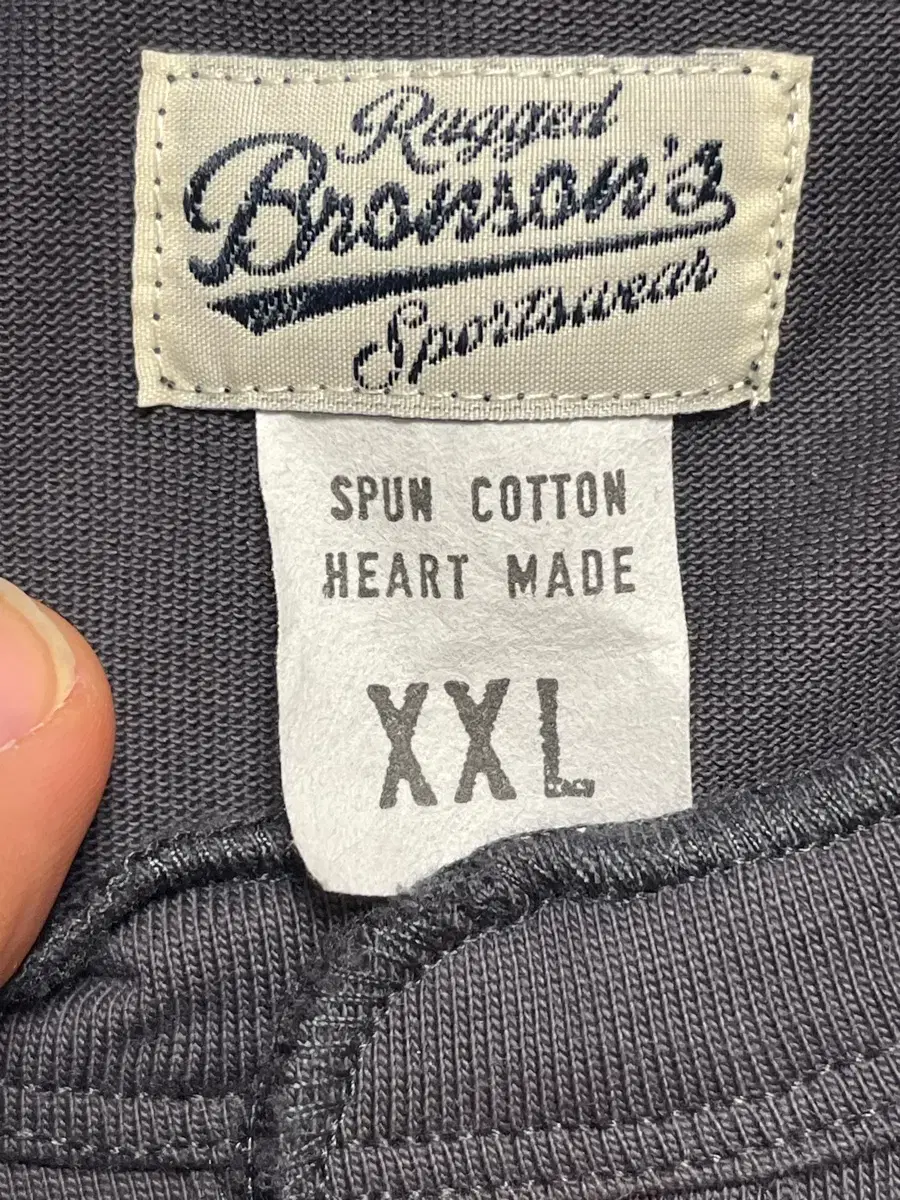 Rugged
Bronson's
Sportswear
SPUN COTTON
HEART MADE
XXL